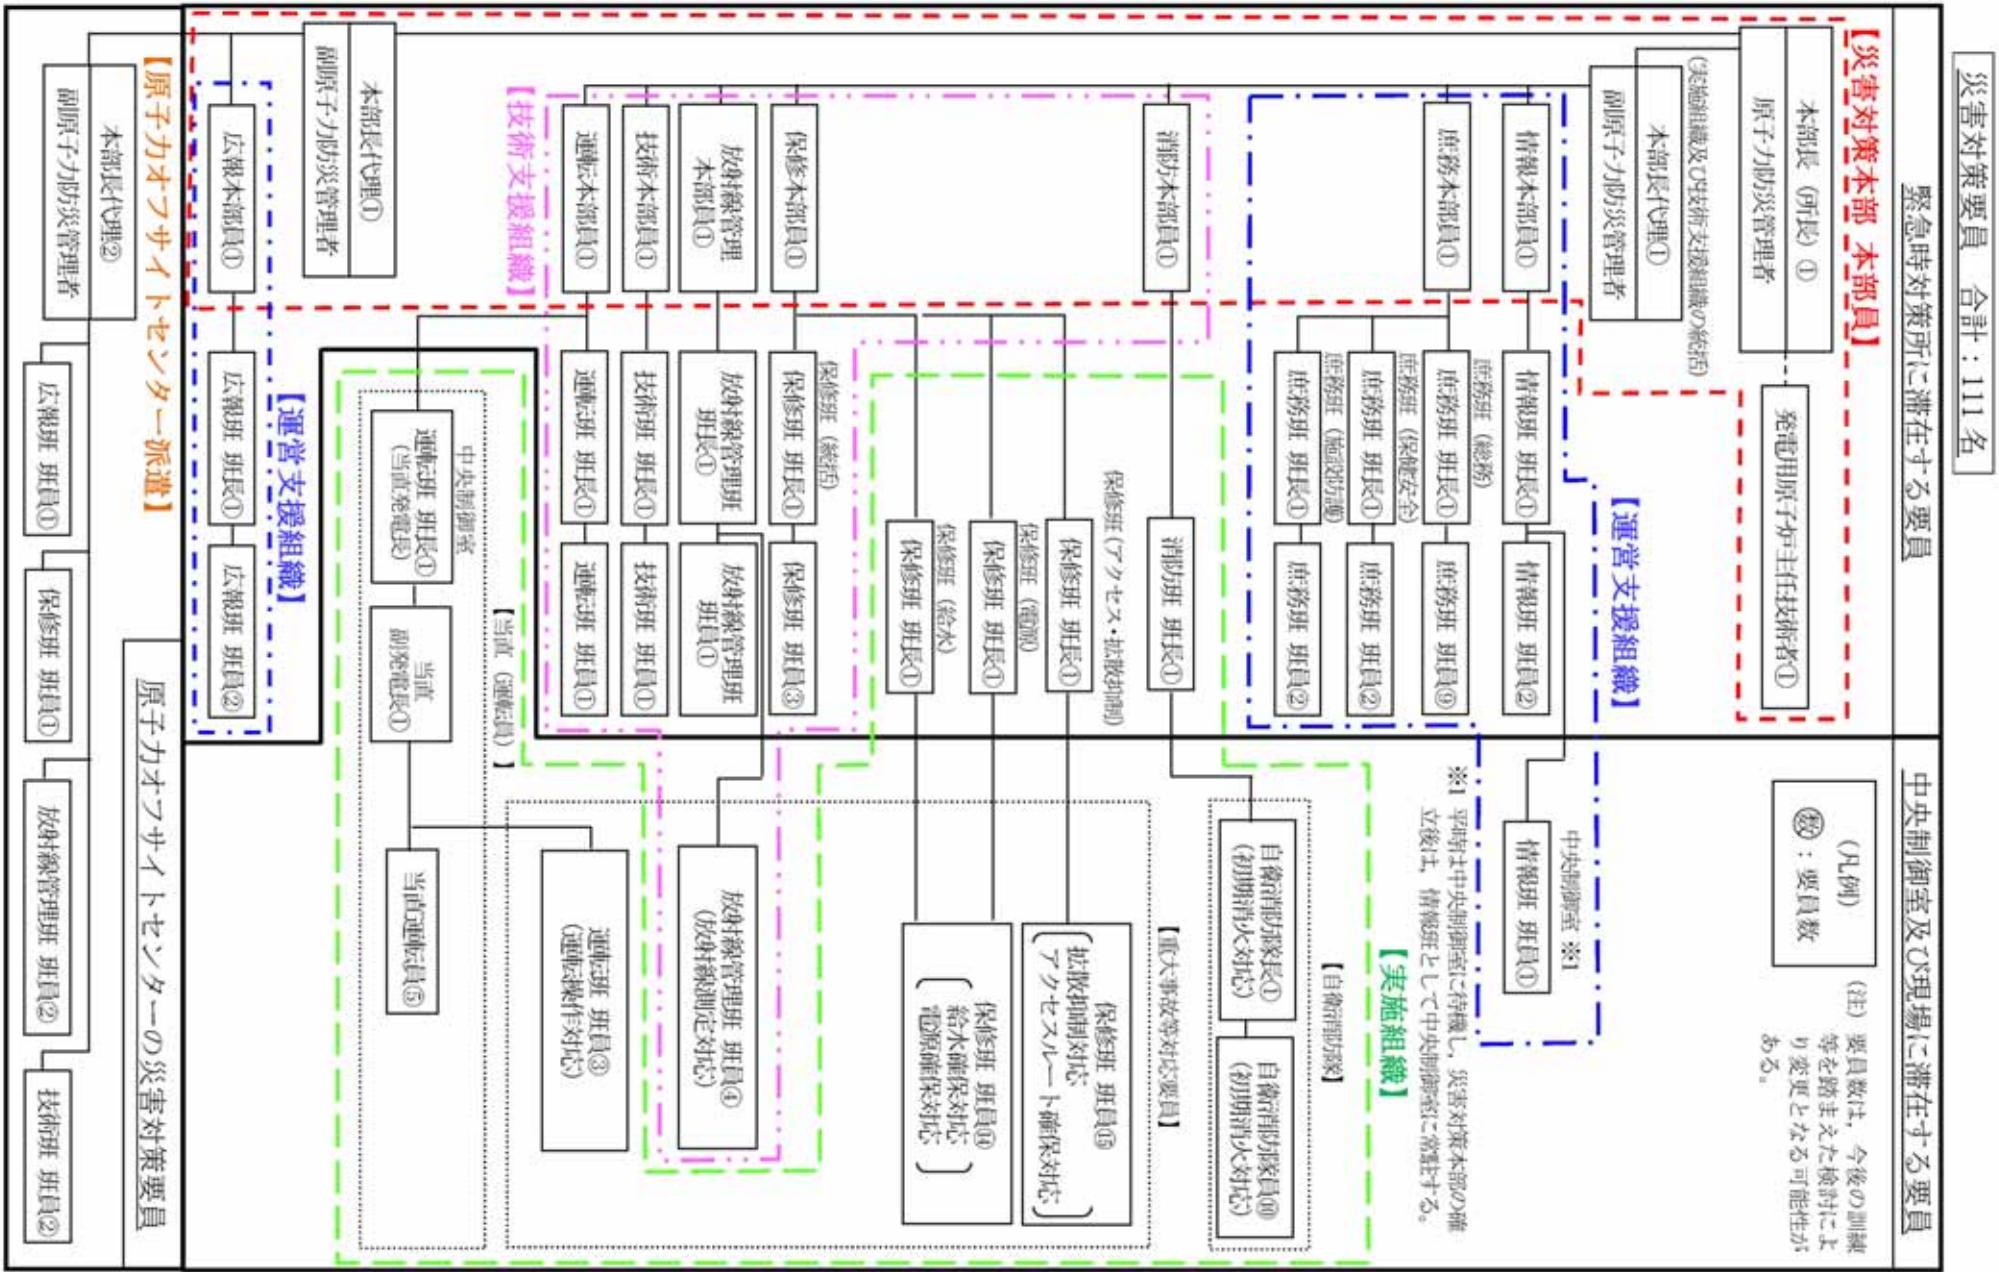 災害対策要員 合計：111 名
緊急時対策所に滞在する要員
中央制御室及び現場に滞在する要員
【災害対策本部 本部員】
本部長（所長）①
原子力防災管理者
発電用原子炉主任技術者①
（凡例）
㊫：要員数
（注） 要員数は，今後の訓練
等を踏まえた検討によ
り変更となる可能性が
ある。
（実施組織及び技術支援組織の統括）
本部長代理①
副原子力防災管理者
【運営支援組織】
情報本部員①
情報班 班長①
情報班 班員②
中央制御室 ※1
情報班 班員①
※1 平時は中央制御室に待機し，災害対策本部の確
立後は，情報班として中央制御室に常駐する。
庶務本部員①
庶務班（総務）
庶務班 班長①
庶務班 班員⑨
庶務班（保健安全）
庶務班 班長①
庶務班 班員②
庶務班（施設防護）
庶務班 班長①
庶務班 班員②
【実施組織】
【自衛消防隊】
消防本部員①
消防班 班長①
自衛消防隊長①
（初期消火対応）
自衛消防隊員⑩
（初期消火対応）
【重大事故等対応要員】
保修班（アクセス・拡散抑制）
保修班 班長①
保修班 班員⑮
拡散抑制対応
アクセスルート確保対応
保修班（電源）
保修班 班長①
保修班（給水）
保修班 班長①
保修班 班員⑭
給水確保対応
電源確保対応
保修本部員①
保修班（統括）
保修班 班長①
保修班 班員③
放射線管理
本部員①
放射線管理班
班長①
放射線管理班
班員①
放射線管理班 班員④
（放射線測定対応）
技術本部員①
技術班 班長①
技術班 班員①
運転本部員①
運転班 班長①
運転班 班員①
運転班 班員③
（運転操作対応）
【技術支援組織】
【当直（運転員）】
中央制御室
運転班 班長①
（当直発電長）
当直
副発電長①
当直運転員⑤
本部長代理①
副原子力防災管理者
【運営支援組織】
広報本部員①
広報班 班長①
広報班 班員②
【原子力オフサイトセンター派遣】
原子力オフサイトセンターの災害対策要員
本部長代理②
副原子力防災管理者
広報班 班員①
保修班 班員①
放射線管理班 班員②
技術班 班員②